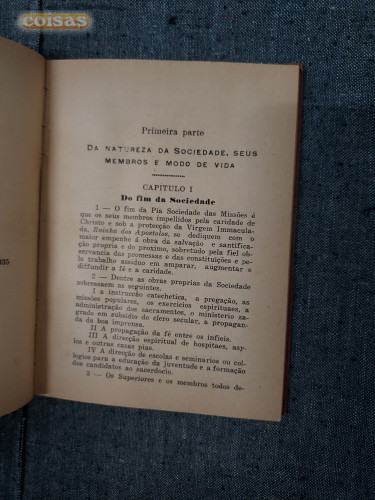 coisas
Primeira parte
DA NATUREZA DA SOCIEDADE, SEUS
MEMBROS E MODO DE VIDA
CAPITULO I
Do fim da Sociedade
1 — O fim da Pia Sociedade das Missões é
que os seus membros impellidos pela caridade de
Christo e sob a protecção da Virgem Immacula-
da, Rainha dos Apostolos, se dediquem com o
maior empenho á obra da salvação e santifica-
ção propria e do proximo, sobretudo pela fiel ob-
servancia das promessas e das constituições e pe-
lo trabalho assiduo em amparar, augmentar e
diffundir a fé e a caridade.
2 — Dentre as obras proprias da Sociedade
sobresaem as seguintes.
I a instrucção catechetica, a pregação, as
missões populares, os exercicios espirituaes, a
administração dos sacramentos, o ministerio sa-
grado em subsidio do clero secular, a propagan-
da da boa imprensa.
II A propagação da fé entre os infieis.
III A direcção espiritual de hospitaes, asy-
los e outras casas pias.
IV A direcção de escolas e seminarios ou col-
legios para a educação da juventude e a formação
dos candidatos ao sacerdocio.
3 — Os Superiores e os membros todos de-
935